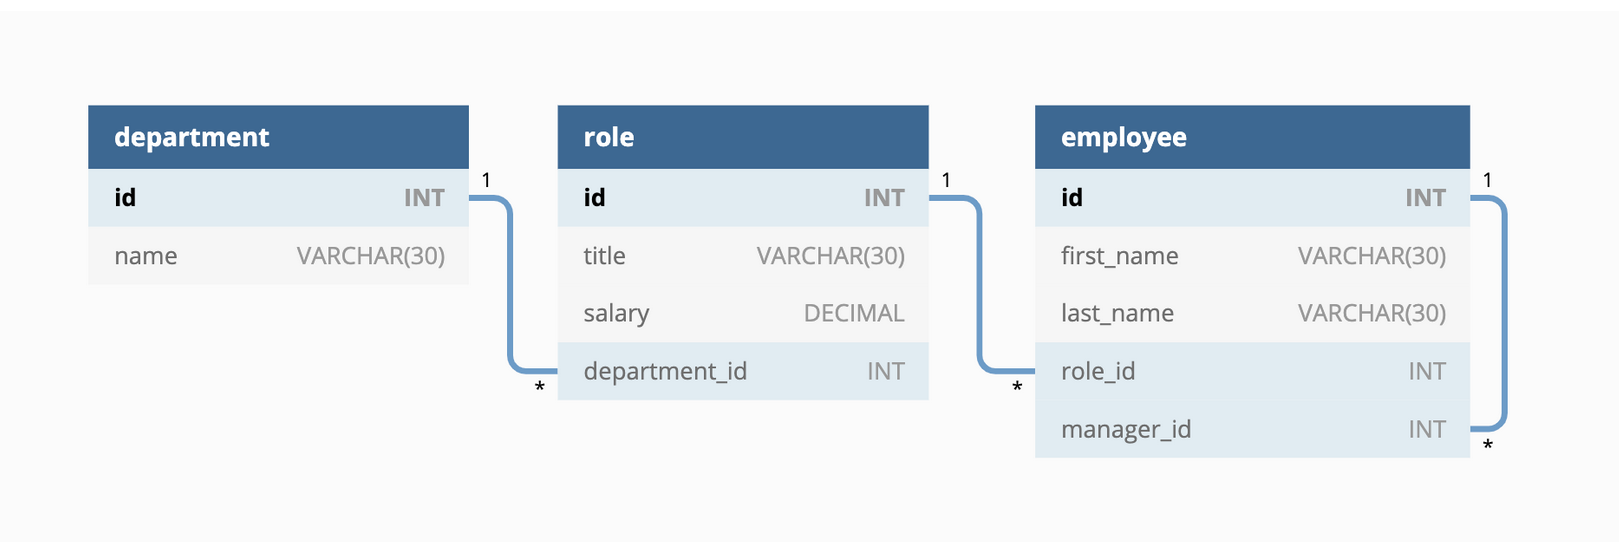 department
id INT
name VARCHAR(30)
1
*
role
id INT
title VARCHAR(30)
salary DECIMAL
department_id INT
1
*
employee
id INT
first_name VARCHAR(30)
last_name VARCHAR(30)
role_id INT
manager_id INT
1
*